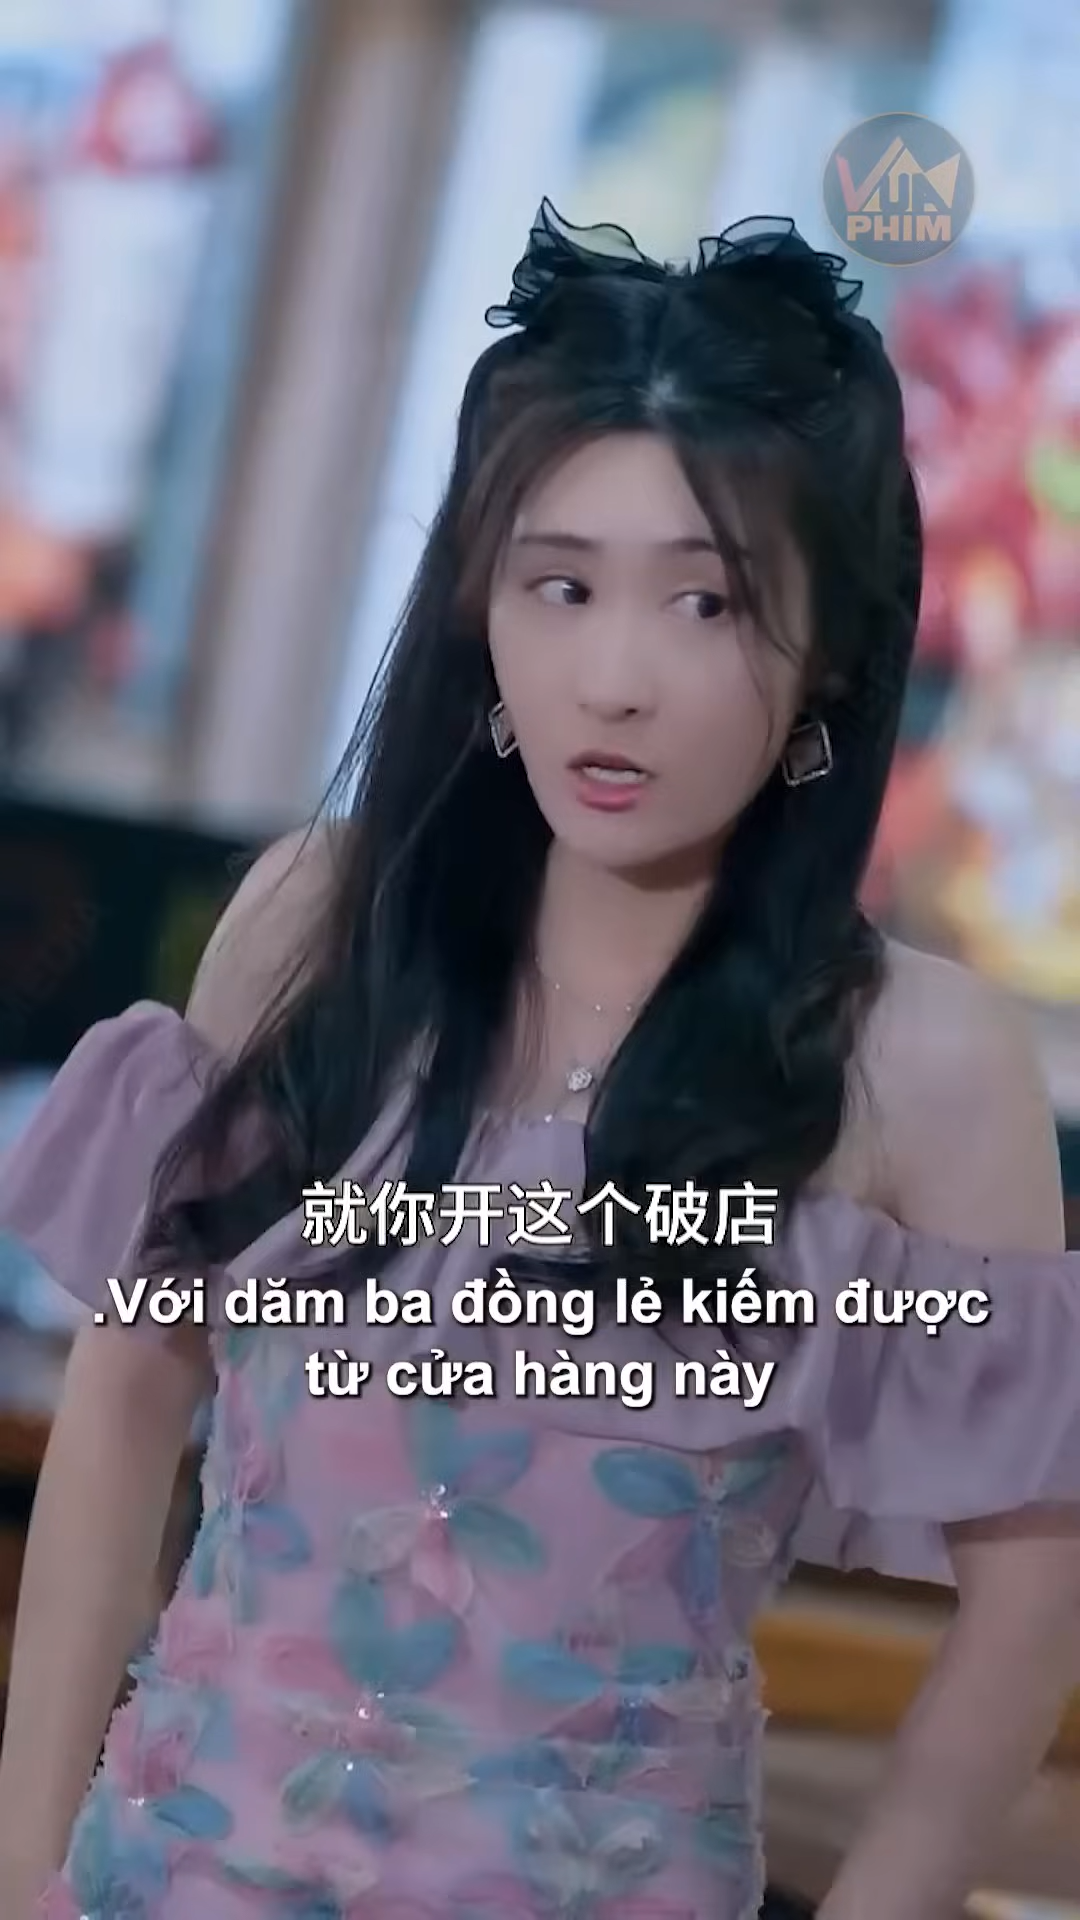 VUA
PHIM
就你开这个破店
.Với dăm ba đồng lẻ kiếm được
từ cửa hàng này